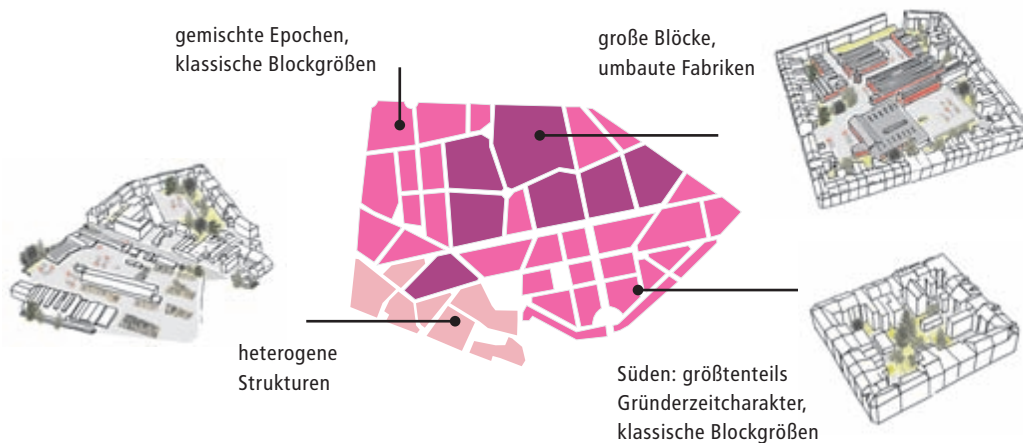 gemischte Epochen,
klassische Blockgrößen
große Blöcke,
umbaute Fabriken
heterogene
Strukturen
Süden: größtenteils
Gründerzeitcharakter,
klassische Blockgrößen